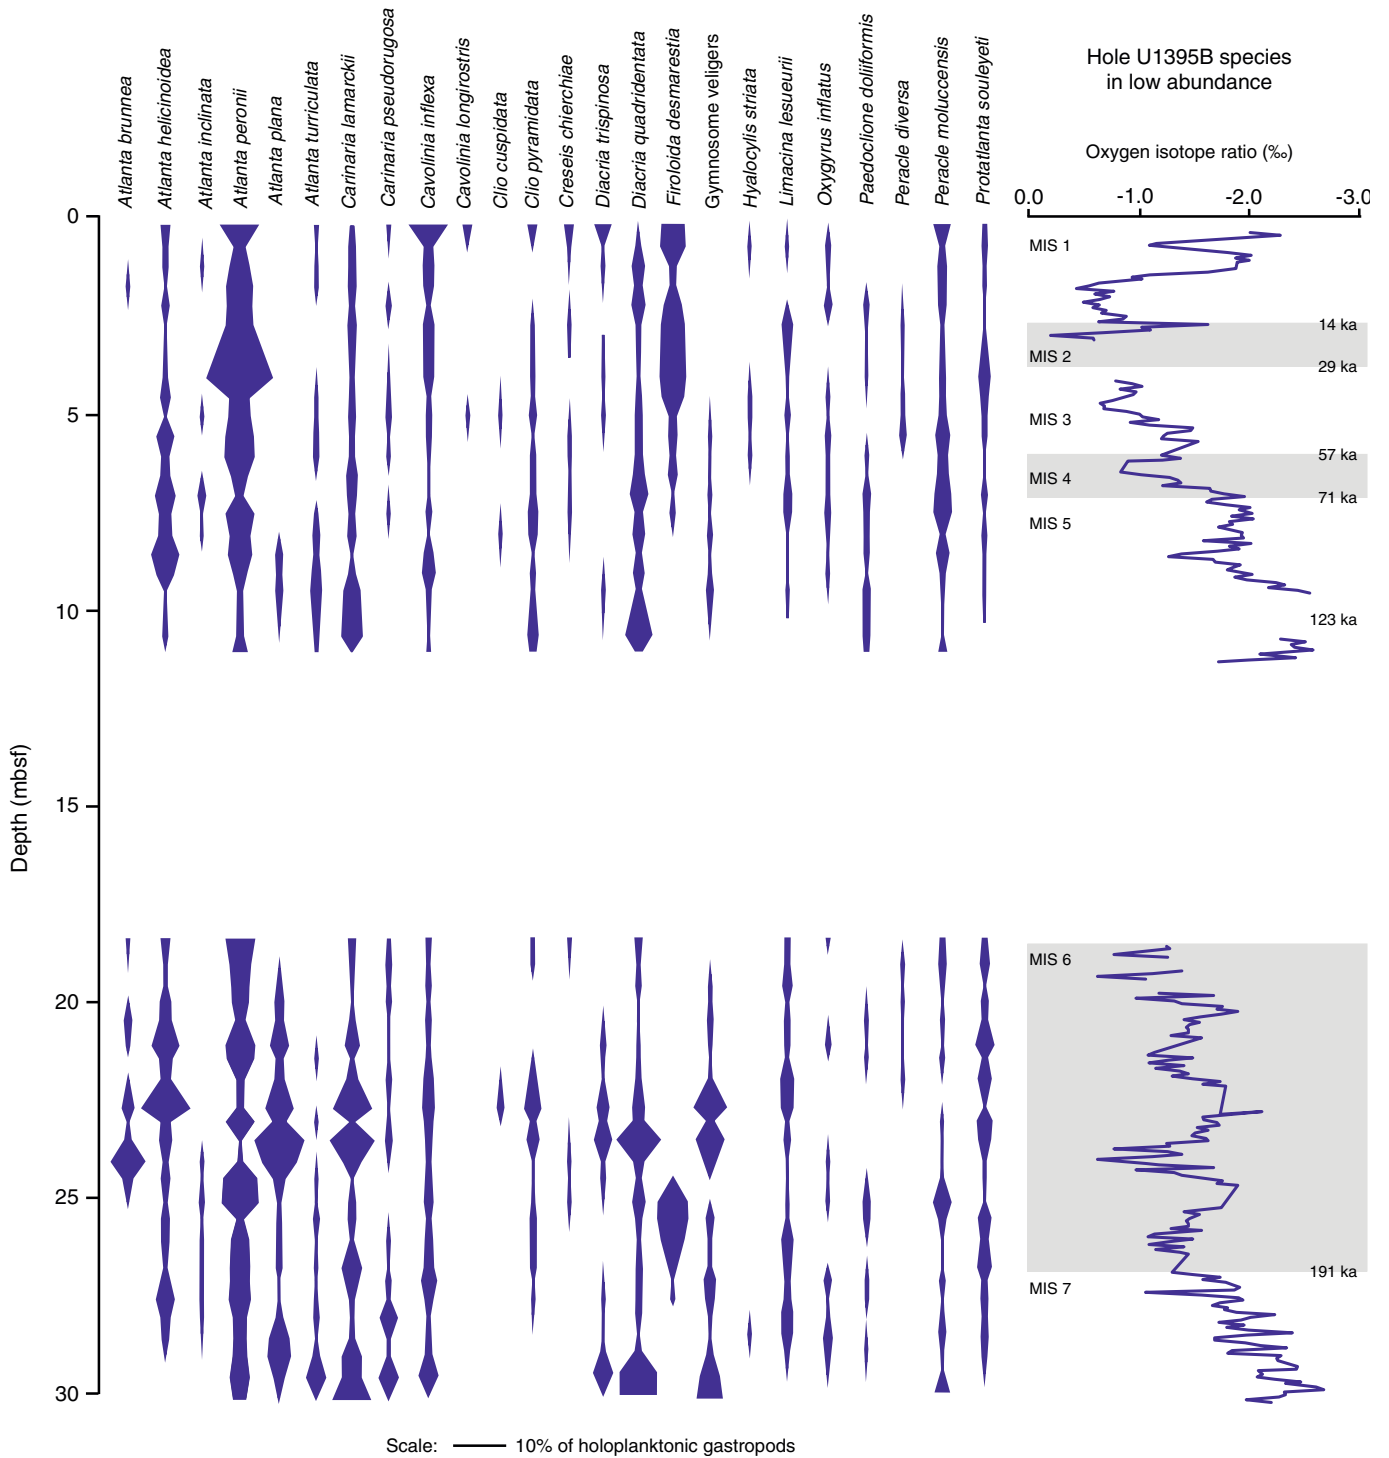 Atlanta brumnea
Atlanta helicinoidea
Atlanta inclinata
Atlanta peronii
Atlanta plana
Atlanta turriculata
Carinaria lamarckii
Carinaria pseudorugosa
Cavolinia inflexa
Cavolinia longirostris
Clio cuspidata
Clio pyramidata
Creseis chierchiae
Diacria trispinosa
Diacria quadridentata
Firoloida desmarestia
Gymnosome veligers
Hyalocylis striata
Limacina lesueurii
Oxygyrus inflatus
Paedoclione doliiformis
Peracle diversa
Peracle moluccensis
Protatlanta souleyeti
Hole U1395B species
in low abundance
Oxygen isotope ratio (‰)
0.0 -1.0 -2.0 -3.0
0
5
10
15
20
25
30
Depth (mbsf)
MIS 1
14 ka
MIS 2
29 ka
MIS 3
57 ka
MIS 4
71 ka
MIS 5
123 ka
MIS 6
191 ka
MIS 7
Scale: 10% of holoplanktonic gastropods